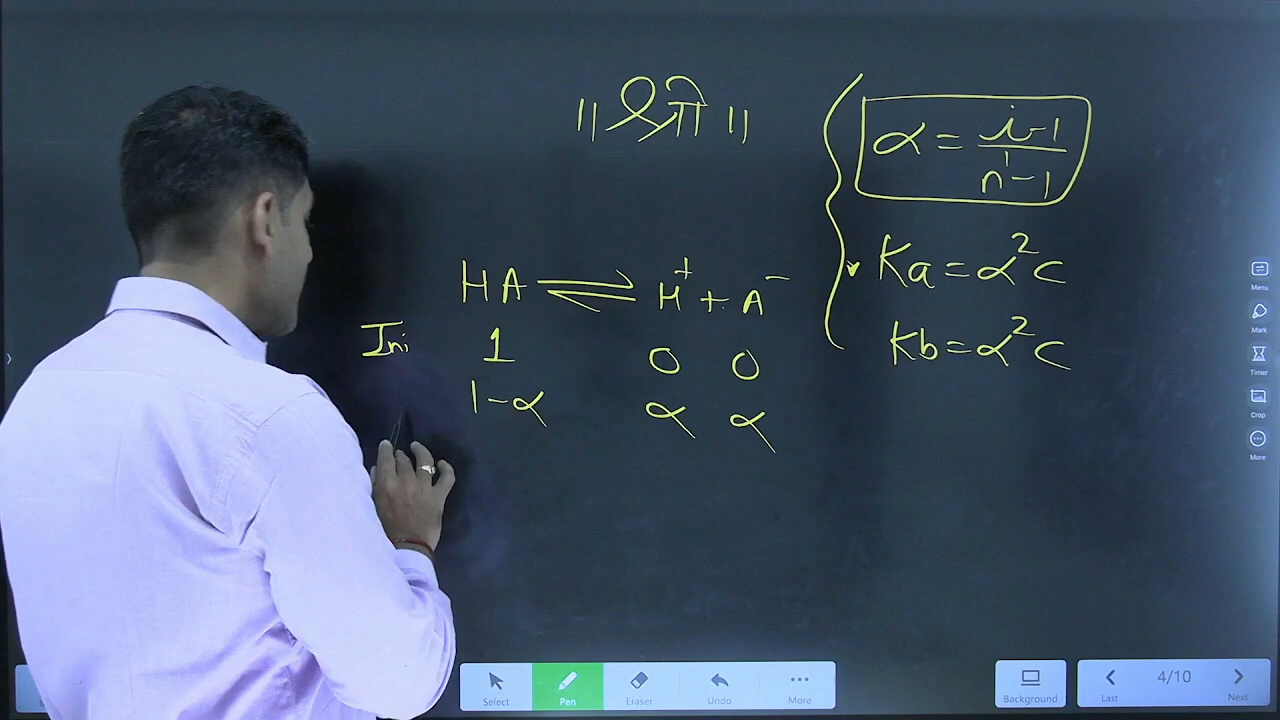 ॥ श्री ॥
α = i-1 / n'-1
Ka = α²c
Kb = α²c
HA ⇌ H⁺ + A⁻
Ini 1 0 0
1-α α α
Menu
Mark
Timer
Crop
More
Select
Pen
Eraser
Undo
More
Background
Last
4/10
Next